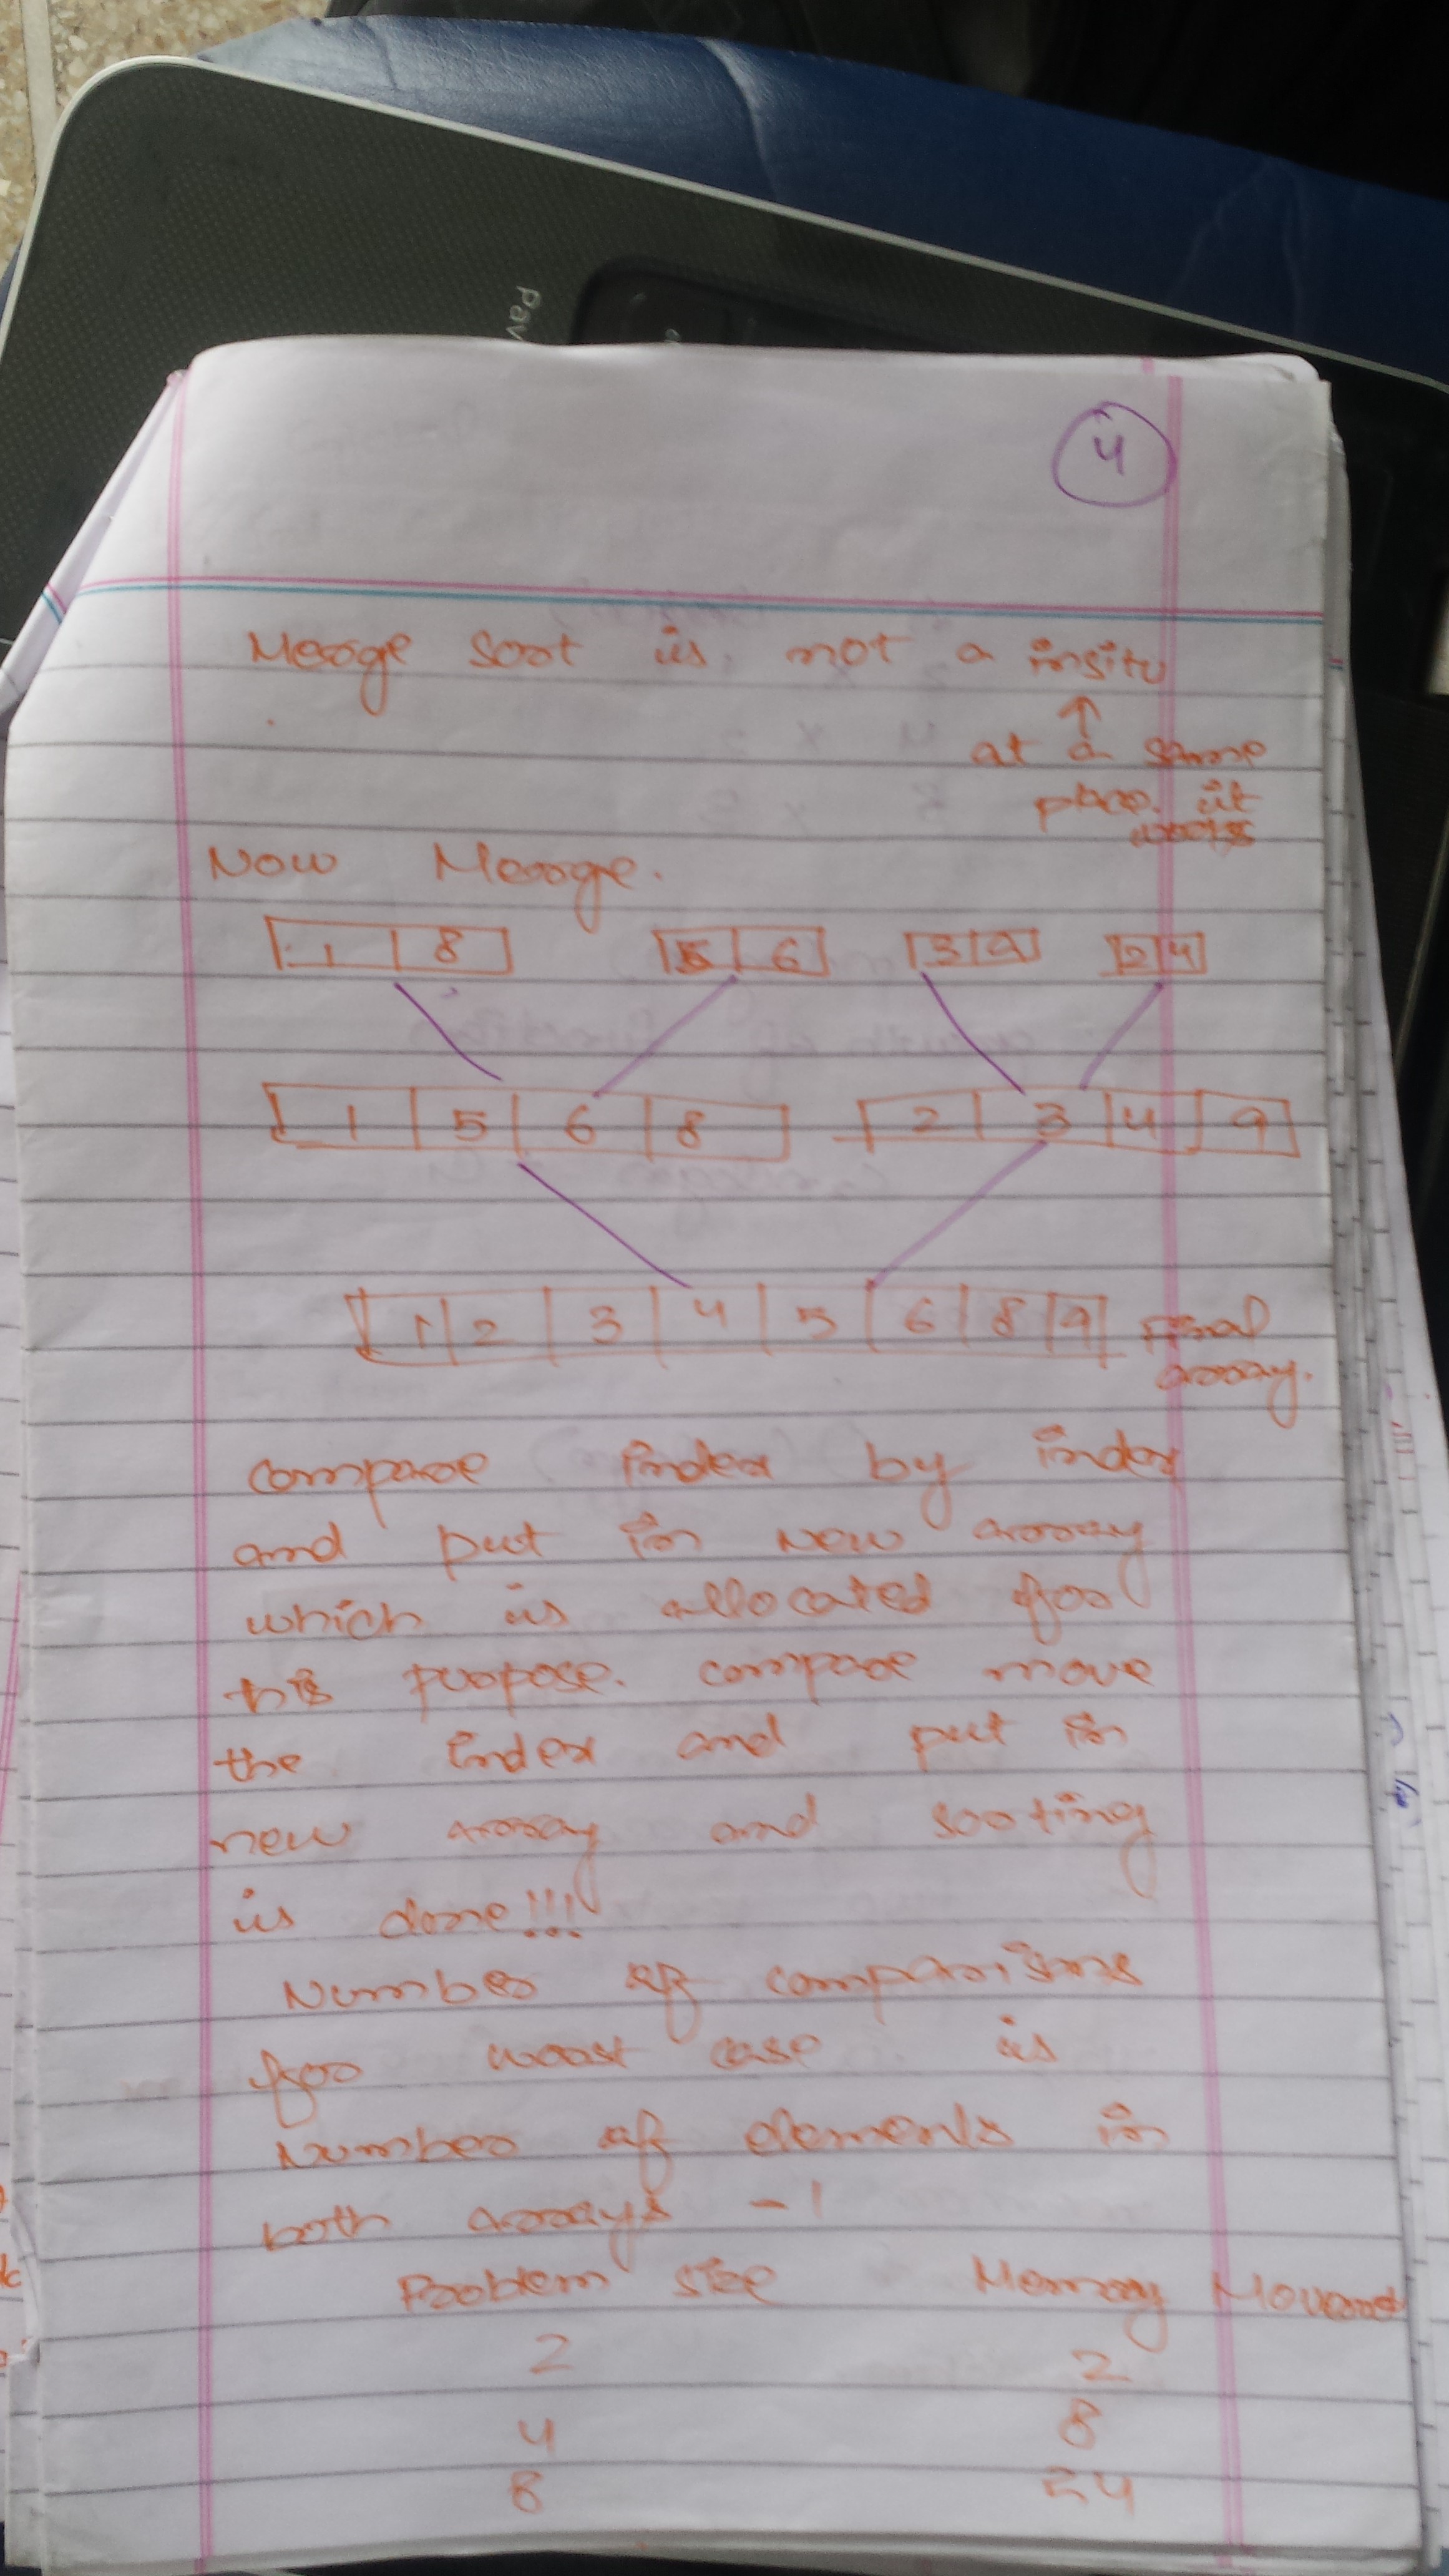 Pav
4
Merge sort is not a insitu
↑
at a same
place it
works
Now Merge.
1 8 5 6 3 9 2 4
1 5 6 8 2 3 4 9
1 2 3 4 5 6 8 9 final
array.
compare index by index
and put in new array
which is allocated for
this purpose. compare move
the index and put in
new array and sorting
is done!!!
Number of comparisons
for worst case is
Number of elements in
both arrays - 1
Problem size Memory Movement
2 2
4 8
8 24